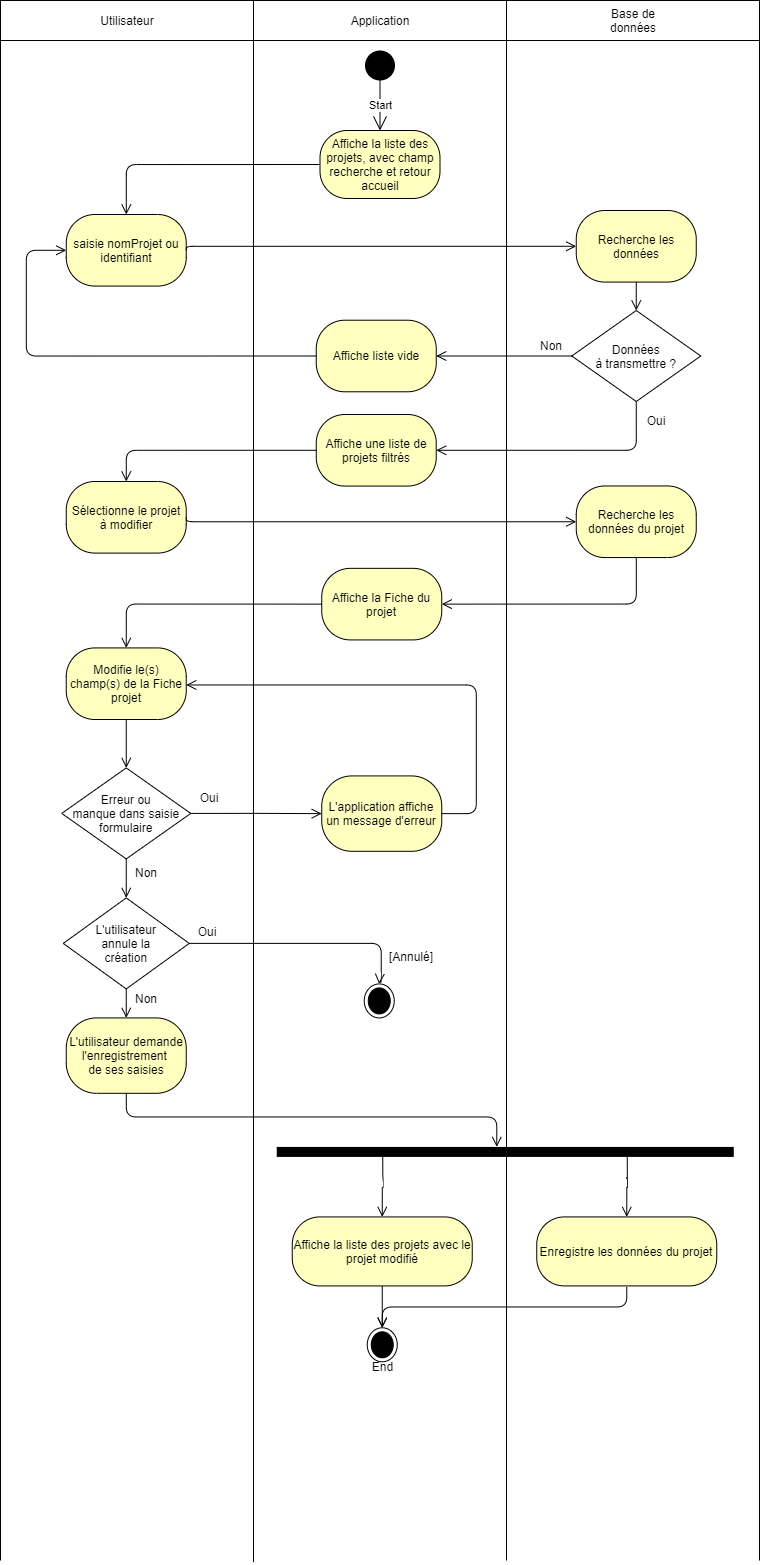 Utilisateur
Application
Base de
données
Start
Affiche la liste des
projets, avec champ
recherche et retour
accueil
saisie nomProjet ou
identifiant
Recherche les
données
Affiche liste vide
Non
Données
à transmettre ?
Oui
Affiche une liste de
projets filtrés
Sélectionne le projet
à modifier
Recherche les
données du projet
Affiche la Fiche du
projet
Modifie le(s)
champ(s) de la Fiche
projet
Erreur ou
manque dans saisie
formulaire
Oui
L'application affiche
un message d'erreur
Non
L'utilisateur
annule la
création
Oui
[Annulé]
Non
L'utilisateur demande
l'enregistrement
de ses saisies
Affiche la liste des projets avec le
projet modifié
Enregistre les données du projet
End